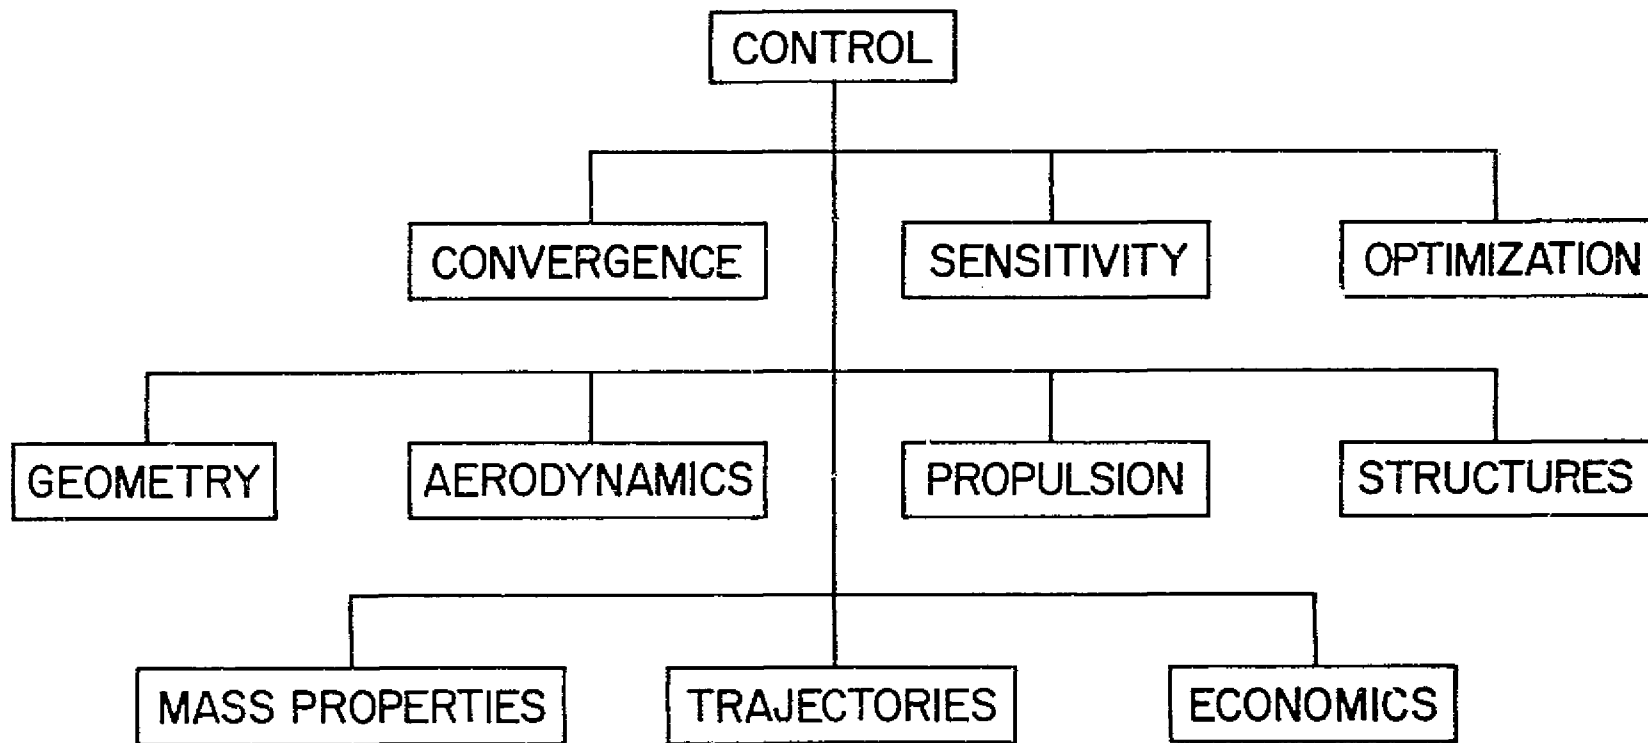 CONTROL
CONVERGENCE
SENSITIVITY
OPTIMIZATION
GEOMETRY
AERODYNAMICS
PROPULSION
STRUCTURES
MASS PROPERTIES
TRAJECTORIES
ECONOMICS